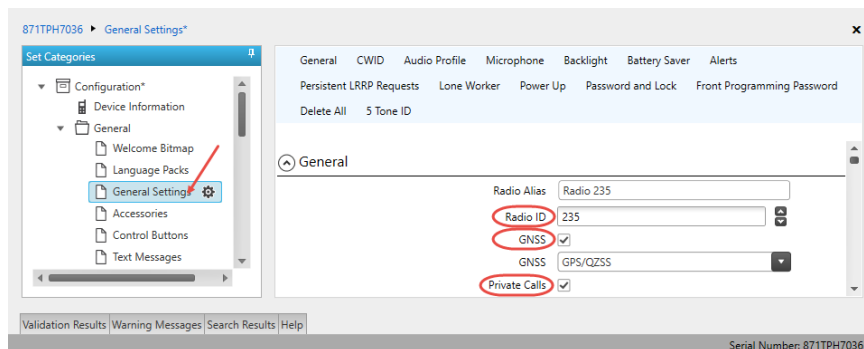 871TPH7036 General Settings*
Set Categories
Configuration*
Device Information
General
Welcome Bitmap
Language Packs
General Settings
Accessories
Control Buttons
Text Messages
General CWID Audio Profile Microphone Backlight Battery Saver Alerts
Persistent LRRP Requests Lone Worker Power Up Password and Lock Front Programming Password
Delete All 5 Tone ID
General
Radio Alias Radio 235
Radio ID 235
GNSS
GNSS GPS/QZSS
Private Calls
Validation Results Warning Messages Search Results Help
Serial Number: 871TPH7036